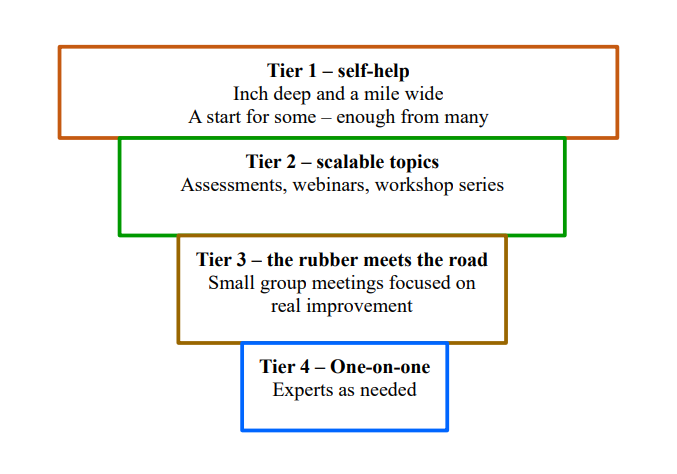 Tier 1 – self-help
Inch deep and a mile wide
A start for some – enough from many
Tier 2 – scalable topics
Assessments, webinars, workshop series
Tier 3 – the rubber meets the road
Small group meetings focused on
real improvement
Tier 4 – One-on-one
Experts as needed